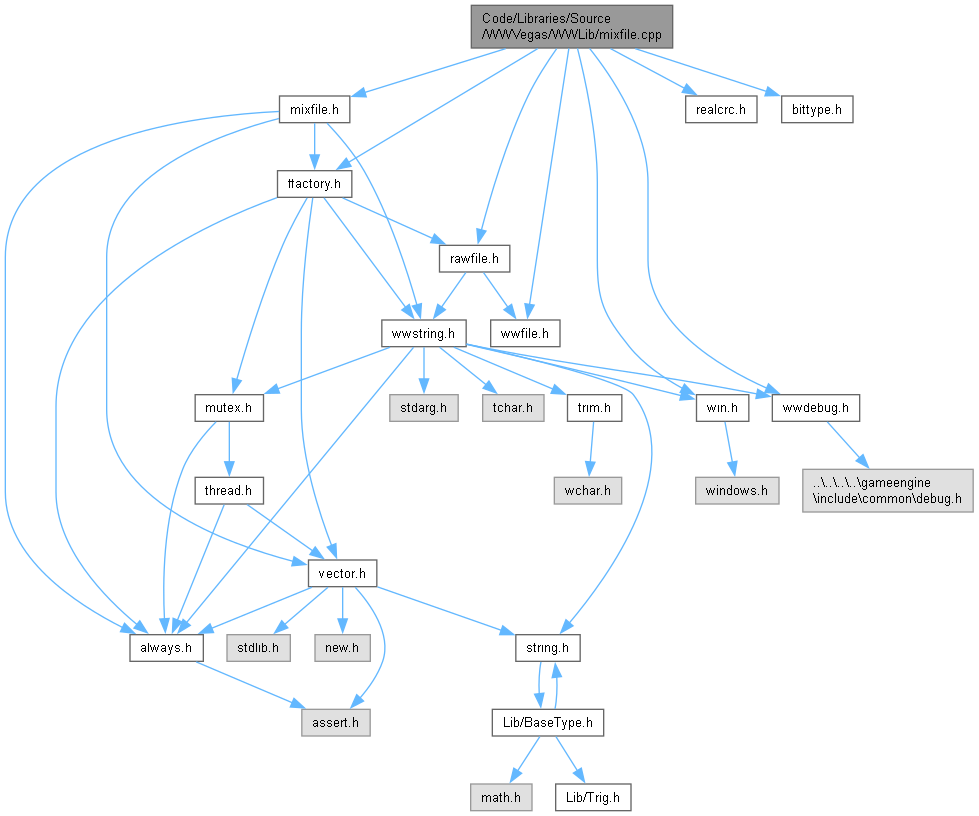 Code/Libraries/Source
/WWVegas/WWLib/mixfile.cpp
mixfile.h
realcrc.h
bittype.h
ffactory.h
rawfile.h
wwstring.h
wwfile.h
mutex.h
stdarg.h
tchar.h
trim.h
win.h
wwdebug.h
thread.h
wchar.h
windows.h
..\..\..\..\gameengine
\include\common\debug.h
vector.h
always.h
stdlib.h
new.h
string.h
assert.h
Lib/BaseType.h
math.h
Lib/Trig.h